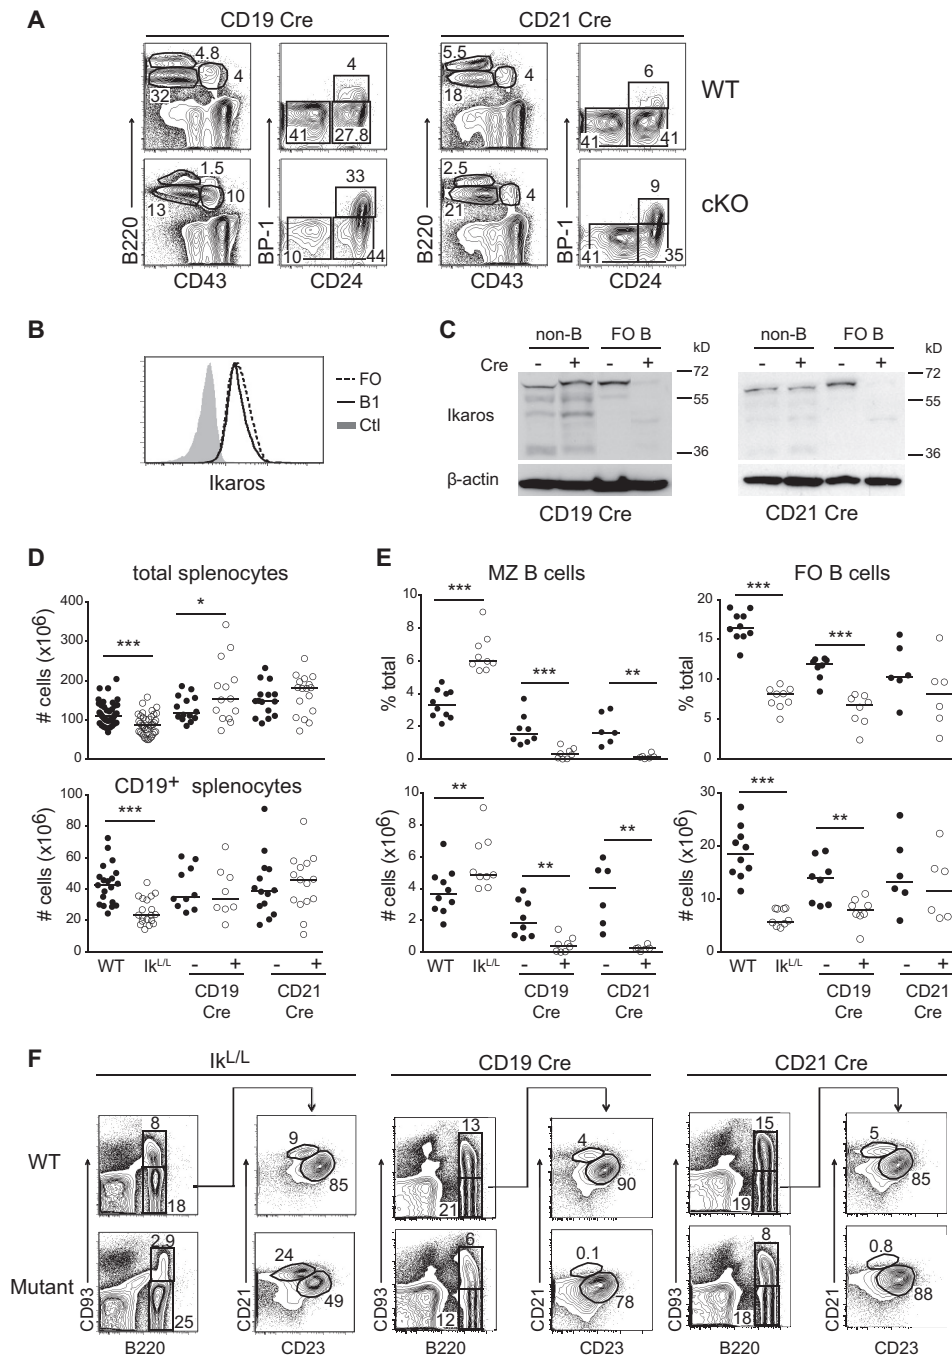 A
CD19 Cre
CD21 Cre
4.8
4
32
4
41
27.8
5.5
4
18
6
41
41
WT
1.5
10
13
33
10
44
2.5
4
21
9
41
35
cKO
B220
BP-1
B220
BP-1
CD43
CD24
CD43
CD24
B
FO
B1
Ctl
Ikaros
C
non-B
FO B
kD
Cre
-
+
-
+
72
55
36
Ikaros
β-actin
CD19 Cre
non-B
FO B
kD
-
+
-
+
72
55
36
CD21 Cre
D
total splenocytes
# cells (x10⁶)
400
300
200
100
0
***
*
CD19⁺ splenocytes
# cells (x10⁶)
100
80
60
40
20
0
***
WT
Ik^L/L
-
+
-
+
CD19
Cre
CD21
Cre
E
MZ B cells
% total
10
8
6
4
2
0
***
***
**
FO B cells
% total
20
15
10
5
0
***
***
# cells (x10⁶)
10
8
6
4
2
0
**
**
**
WT
Ik^L/L
-
+
-
+
CD19
Cre
CD21
Cre
# cells (x10⁶)
30
20
10
0
***
**
WT
Ik^L/L
-
+
-
+
CD19
Cre
CD21
Cre
F
Ik^L/L
CD19 Cre
CD21 Cre
WT
8
18
9
85
13
21
4
90
15
19
5
85
Mutant
2.9
25
24
49
6
12
0.1
78
8
18
0.8
88
CD93
CD21
CD93
CD21
CD93
CD21
B220
CD23
B220
CD23
B220
CD23